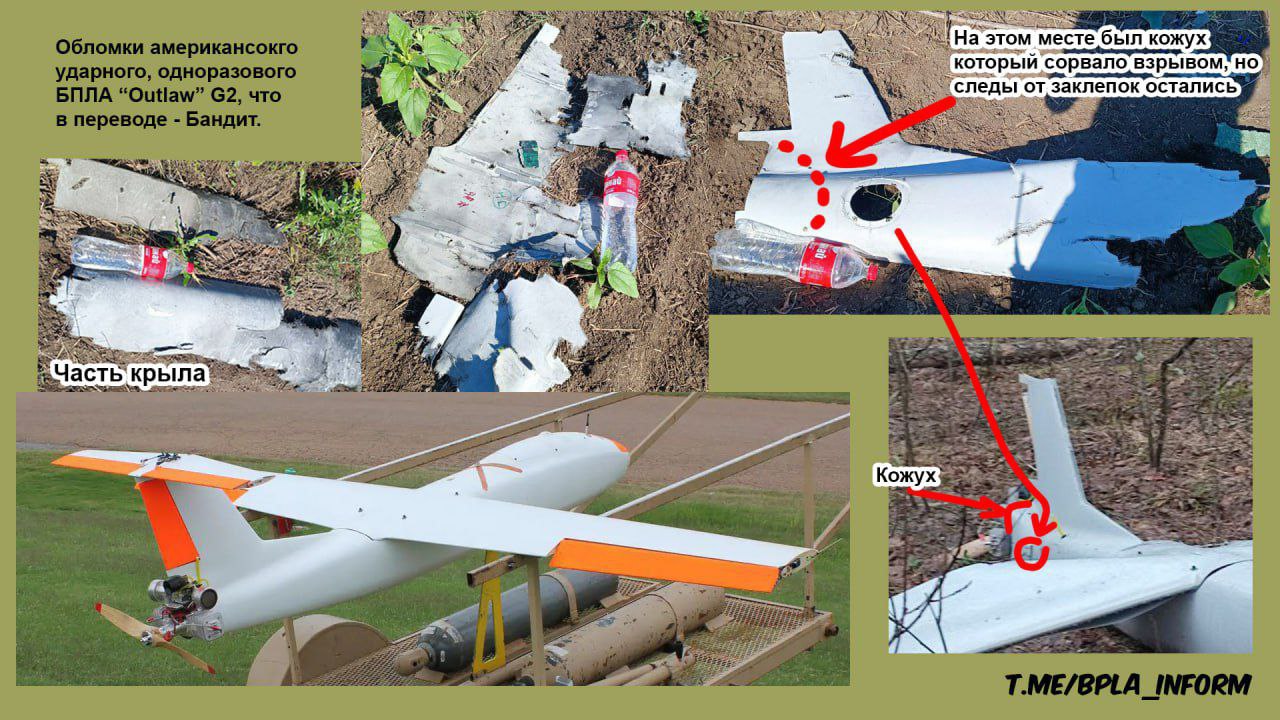 Обломки американсокго
ударного, одноразового
БПЛА “Outlaw” G2, что
в переводе - Бандит.
На этом месте был кожух
который сорвало взрывом, но
следы от заклепок остались
Часть крыла
Кожух
T.ME/BPLA_INFORM